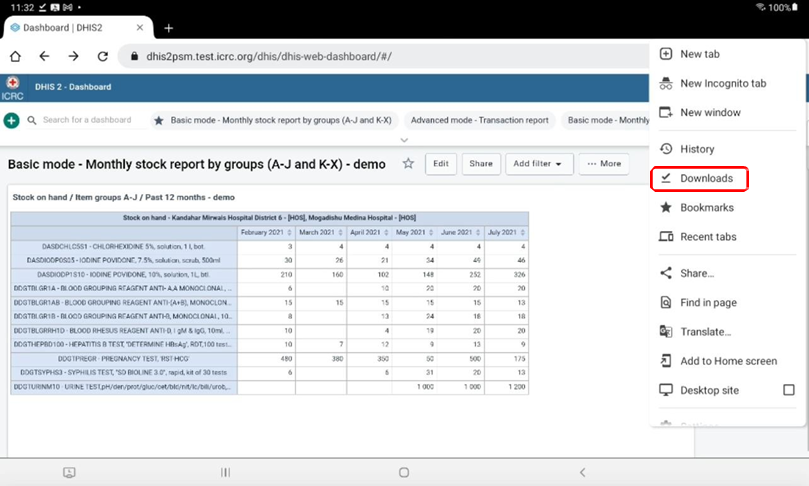 11:32
100%
Dashboard | DHIS2
dhis2psm.test.icrc.org/dhis/dhis-web-dashboard/#/
ICRC
DHIS 2 - Dashboard
Search for a dashboard
Basic mode - Monthly stock report by groups (A-J and K-X)
Advanced mode - Transaction report
Basic mode - Monthly
Basic mode - Monthly stock report by groups (A-J and K-X) - demo
Edit
Share
Add filter
More
Stock on hand / Item groups A-J / Past 12 months - demo
Stock on hand - Kandahar Mirwais Hospital District 6 - [HOS], Mogadishu Medina Hospital - [HOS]
February 2021 March 2021 April 2021 May 2021 June 2021 July 2021
DASDCHLC5S1 - CHLORHEXIDINE 5%, solution, 1 l, bot. 3 4 4 4 4 4
DASDIODP7S05 - IODINE POVIDONE, 7.5%, solution, scrub, 500ml 30 26 21 34 49 46
DASDIODP1S10 - IODINE POVIDONE, 10%, solution, 1L, btl. 210 160 102 148 252 326
DDGTBLGR1A - BLOOD GROUPING REAGENT ANTI- A,A MONOCLONAL, ... 6 10 20 20 20
DDGTBLGR1AB - BLOOD GROUPING REAGENT ANTI-[A+B], MONOCLON... 15 15 15 15 15 13
DDGTBLGR1B - BLOOD GROUPING REAGENT ANTI-B, MONOCLONAL, 10... 8 13 24 18 18
DDGTBLGRRH1D - BLOOD RHESUS REAGENT ANTI-D, I gM & IgG, 10ml, ... 10 4 19 20 20
DDGTHEPBD100 - HEPATITIS B TEST, "DETERMINE HBsAg", RDT,100 test... 10 7 12 9 13 9
DDGTPREGR - PREGNANCY TEST, 'RST HCG' 480 380 350 50 500 175
DDGTSYPHS3 - SYPHILIS TEST, "SD BIOLINE 3.0", rapid, kit of 30 tests 6 6 31 20 13
DDGTURINM10 - URINE TEST,pH/den/prot/gluc/cet/bld/nit/lc/bili/urob,... 1 000 1 000 1 200
New tab
New Incognito tab
New window
History
Downloads
Bookmarks
Recent tabs
Share...
Find in page
Translate...
Add to Home screen
Desktop site